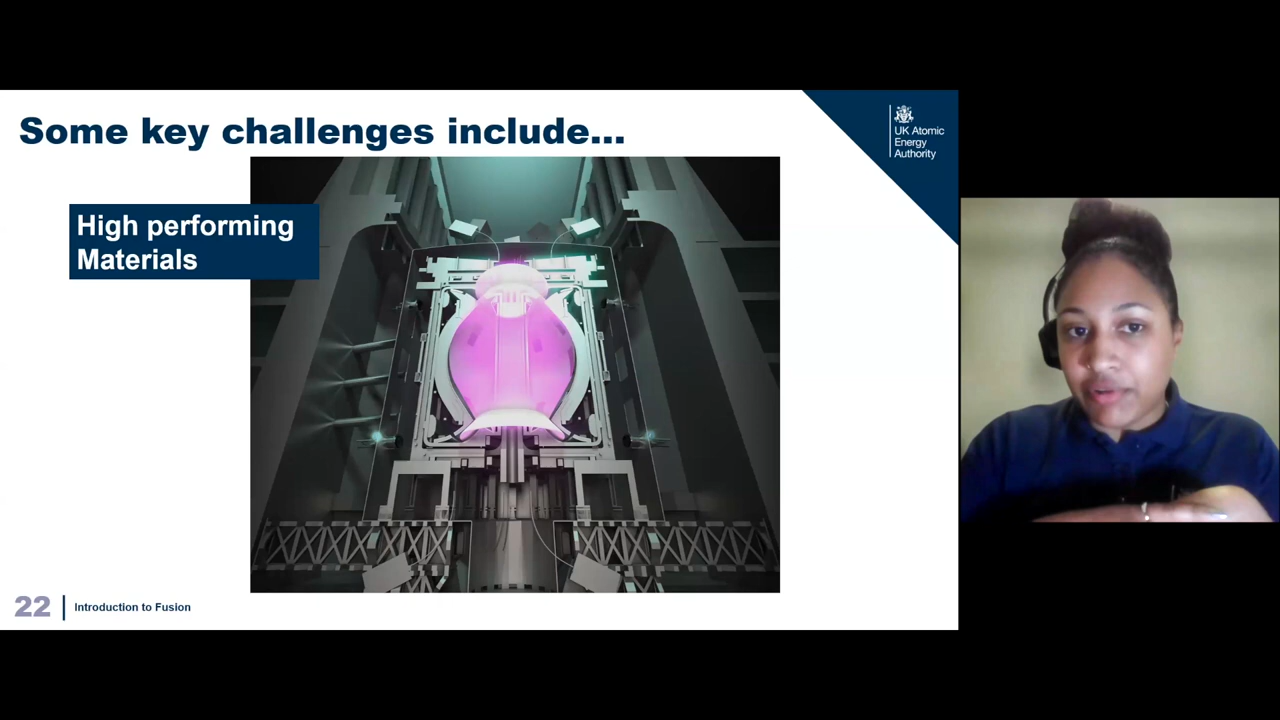 Some key challenges include...
UK Atomic
Energy
Authority
High performing
Materials
22
Introduction to Fusion